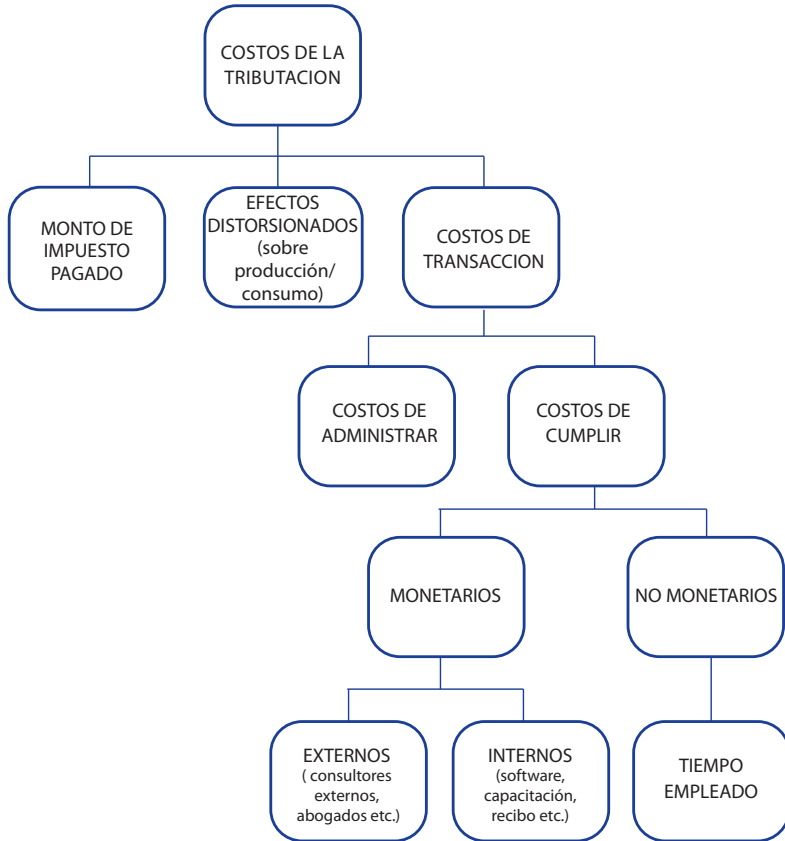 COSTOS DE LA
TRIBUTACION
MONTO DE
IMPUESTO
PAGADO
EFECTOS
DISTORSIONADOS
(sobre
producción/
consumo)
COSTOS DE
TRANSACCION
COSTOS DE
ADMINISTRAR
COSTOS DE
CUMPLIR
MONETARIOS
NO MONETARIOS
EXTERNOS
( consultores
externos,
abogados etc.)
INTERNOS
(software,
capacitación,
recibo etc.)
TIEMPO
EMPLEADO